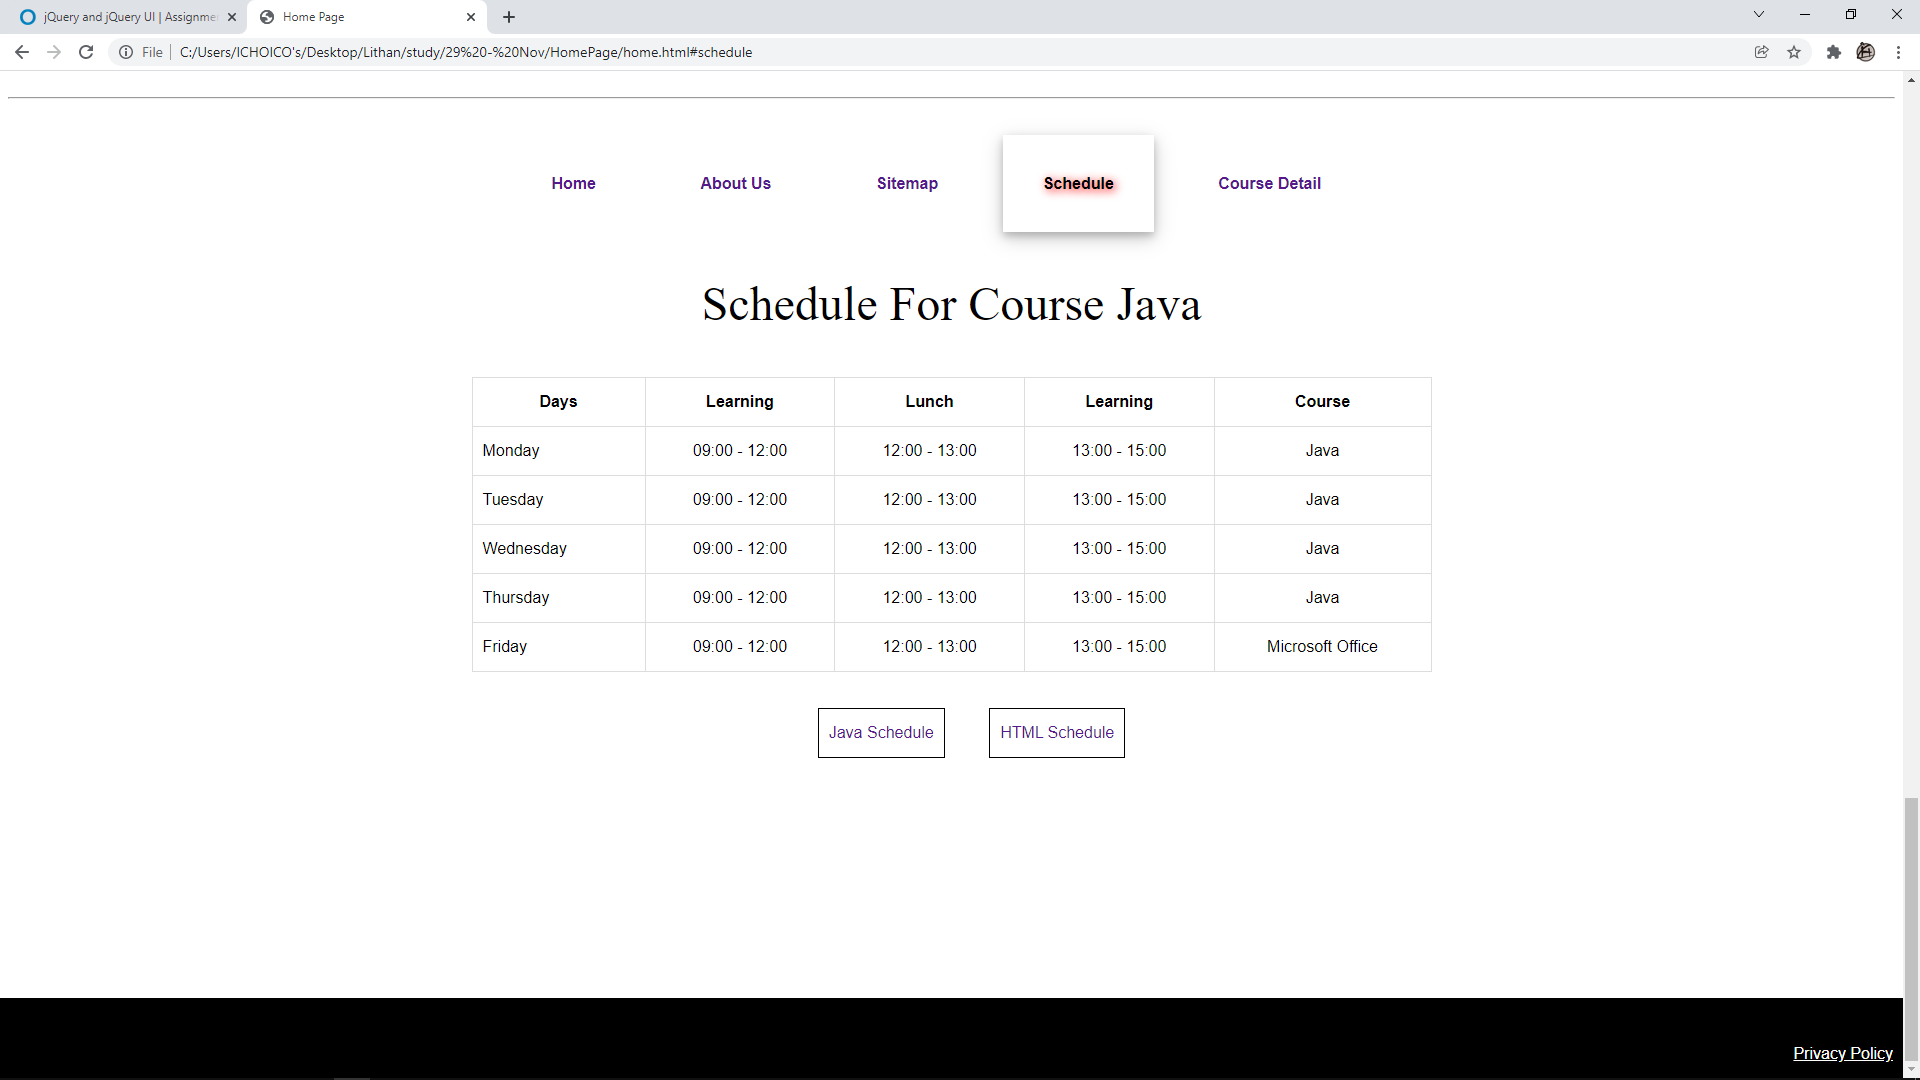 jQuery and jQuery UI | Assignme
Home Page
File
C:/Users/ICHOICO's/Desktop/Lithan/study/29%20-%20Nov/HomePage/home.html#schedule
Home About Us Sitemap Schedule Course Detail
Schedule For Course Java
Days Learning Lunch Learning Course
Monday 09:00 - 12:00 12:00 - 13:00 13:00 - 15:00 Java
Tuesday 09:00 - 12:00 12:00 - 13:00 13:00 - 15:00 Java
Wednesday 09:00 - 12:00 12:00 - 13:00 13:00 - 15:00 Java
Thursday 09:00 - 12:00 12:00 - 13:00 13:00 - 15:00 Java
Friday 09:00 - 12:00 12:00 - 13:00 13:00 - 15:00 Microsoft Office
Java Schedule HTML Schedule
Privacy Policy